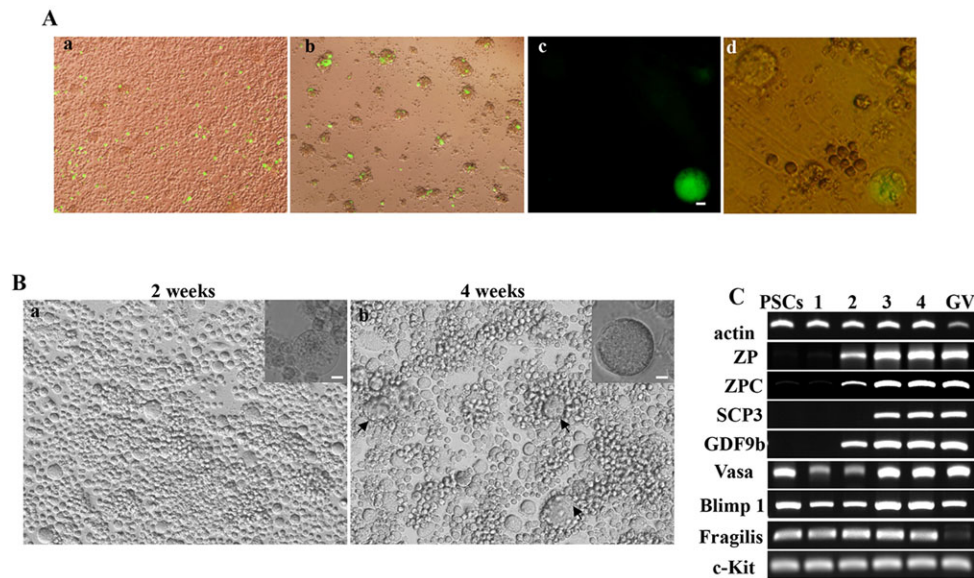 A
a
b
c
d
B
2 weeks
4 weeks
a
b
C
PSCs 1 2 3 4 GV
actin
ZP
ZPC
SCP3
GDF9b
Vasa
Blimp 1
Fragilis
c-Kit